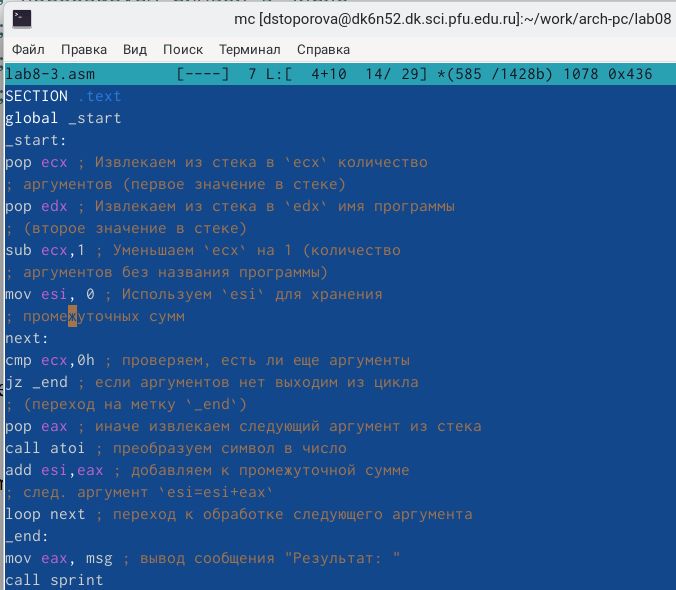 mc [dstoporova@dk6n52.dk.sci.pfu.edu.ru]:~/work/arch-pc/lab08
Файл Правка Вид Поиск Терминал Справка
lab8-3.asm [----] 7 L:[ 4+10 14/ 29] *(585 /1428b) 1078 0x436
SECTION .text
global _start
_start:
pop ecx ; Извлекаем из стека в `ecx` количество
; аргументов (первое значение в стеке)
pop edx ; Извлекаем из стека в `edx` имя программы
; (второе значение в стеке)
sub ecx,1 ; Уменьшаем `ecx` на 1 (количество
; аргументов без названия программы)
mov esi, 0 ; Используем `esi` для хранения
; промежуточных сумм
next:
cmp ecx,0h ; проверяем, есть ли еще аргументы
jz _end ; если аргументов нет выходим из цикла
; (переход на метку `_end`)
pop eax ; иначе извлекаем следующий аргумент из стека
call atoi ; преобразуем символ в число
add esi,eax ; добавляем к промежуточной сумме
; след. аргумент `esi=esi+eax`
loop next ; переход к обработке следующего аргумента
_end:
mov eax, msg ; вывод сообщения "Результат: "
call sprint